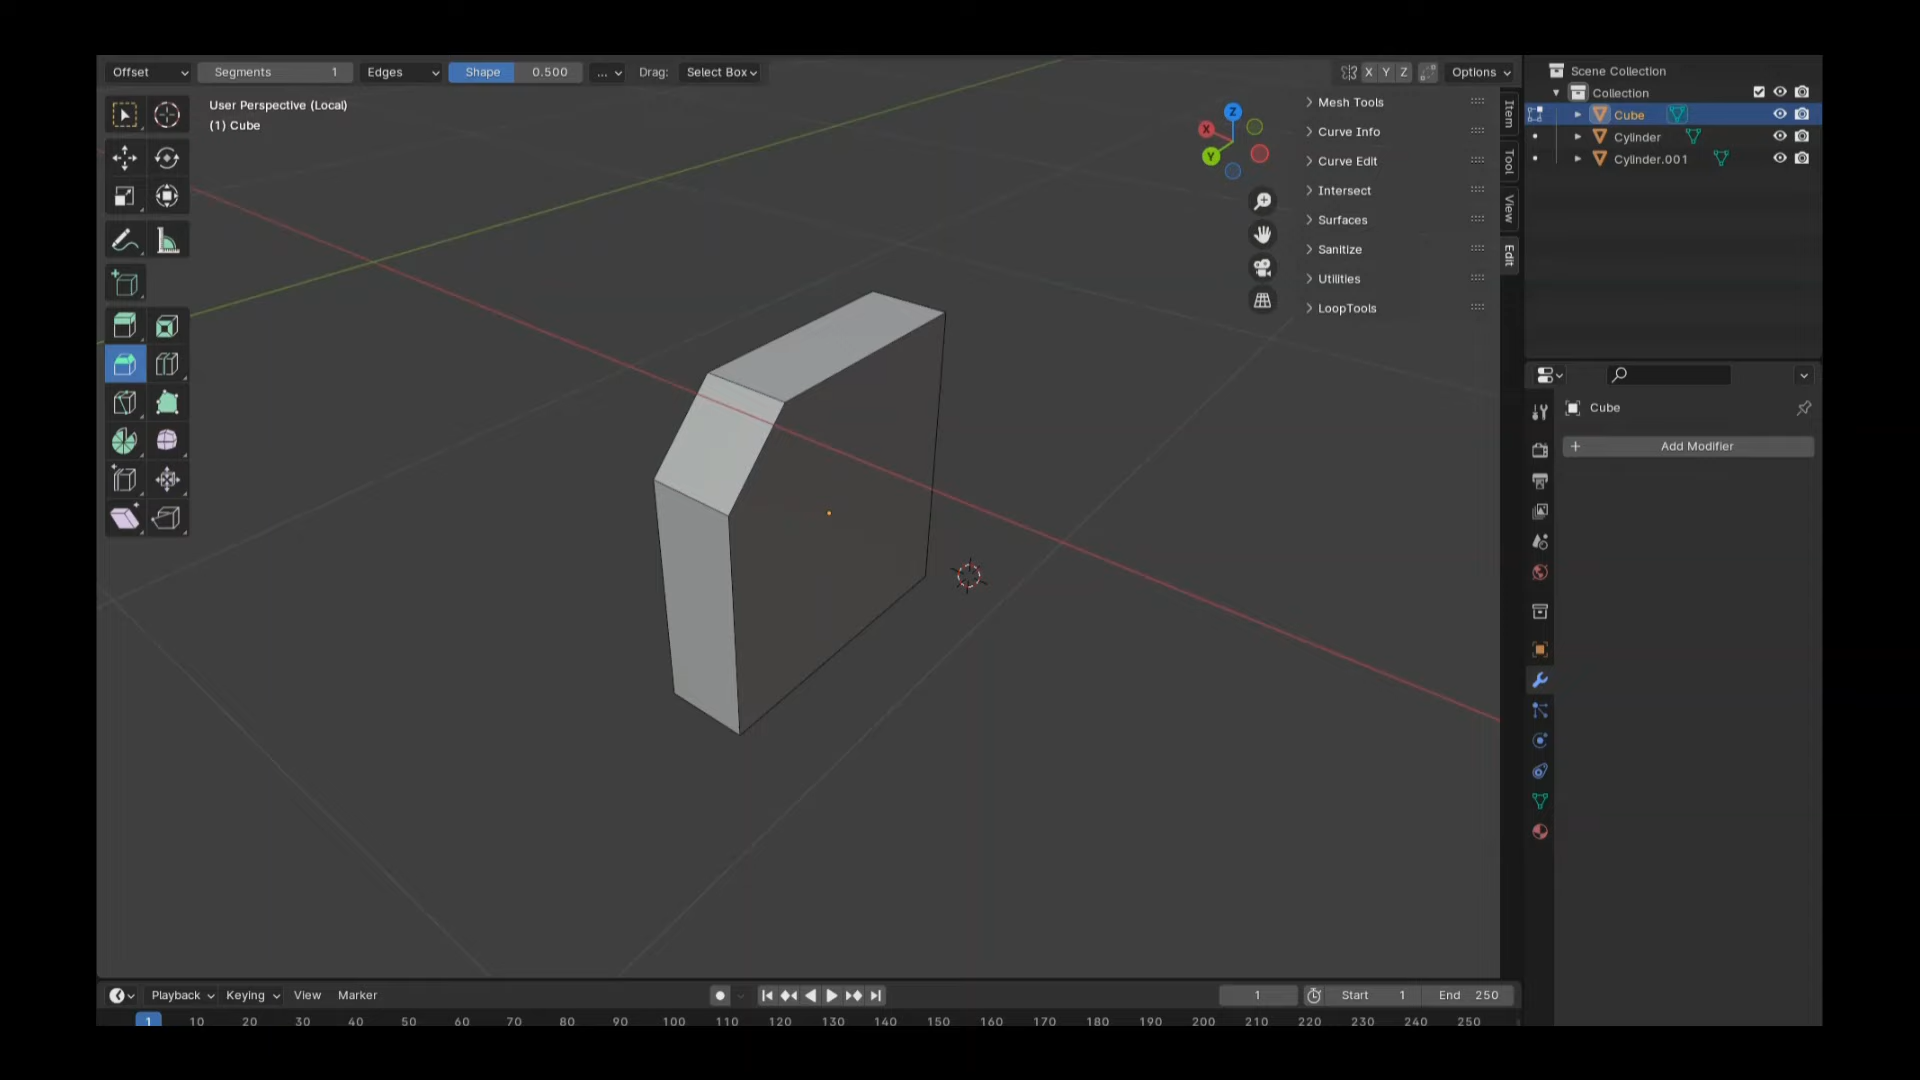 Offset Segments 1 Edges Shape 0.500 ... Drag: Select Box X Y Z Options
User Perspective (Local)
(1) Cube
Z
X
Y
Mesh Tools
Curve Info
Curve Edit
Intersect
Surfaces
Sanitize
Utilities
LoopTools
Item
Tool
View
Edit
Scene Collection
Collection
Cube
Cylinder
Cylinder.001
Cube
+ Add Modifier
Playback Keying View Marker 1 Start 1 End 250
1 10 20 30 40 50 60 70 80 90 100 110 120 130 140 150 160 170 180 190 200 210 220 230 240 250